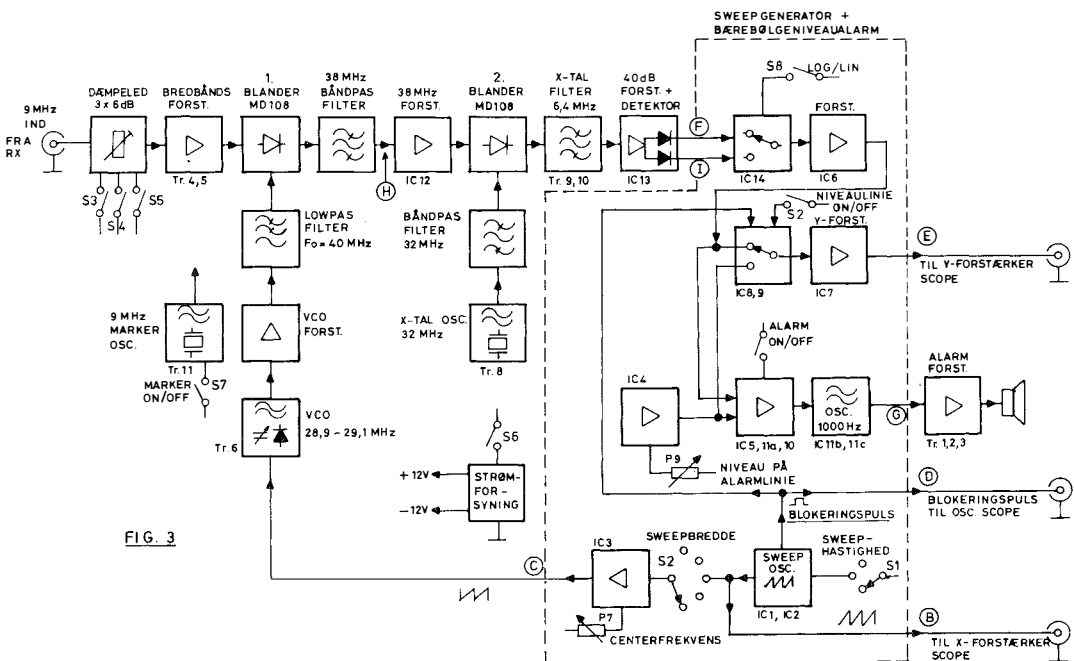 SWEEPGENERATOR +
BÆREBØLGENIVEAUALARM
9 MHz
IND
FRA
RX
DÆMPELED
3 x 6 dB
S3
S4
S5
BREDBÅNDS
FORST.
Tr. 4, 5
1.
BLANDER
MD108
38 MHz
BÅNDPAS
FILTER
H
38 MHz
FORST.
IC12
2.
BLANDER
MD108
X-TAL
FILTER
6,4 MHz
Tr. 9, 10
40dB
FORST.+
DETEKTOR
IC13
F
I
S8
LOG/LIN
IC14
FORST.
IC6
LOWPAS
FILTER
Fo = 40 MHz
BÅNDPAS
FILTER
32 MHz
NIVEAULINIE
ON/OFF
S2
Y-FORST.
IC8, 9
IC7
E
TIL Y-FORSTÆRKER
SCOPE
9 MHz
MARKER
OSC.
Tr. 11
MARKER
ON/OFF
S7
VCO
FORST.
X-TAL OSC.
32 MHz
Tr. 8
ALARM
ON/OFF
IC4
IC5, 11a, 10
OSC.
1000 Hz
IC11b, 11c
G
ALARM
FORST.
Tr. 1, 2, 3
VCO
28,9 – 29,1 MHz
Tr. 6
S6
+ 12V
– 12V
STRØM-
FOR-
SYNING
P9
NIVEAU PÅ
ALARMLINIE
D
BLOKERINGSPULS
TIL OSC. SCOPE
BLOKERINGSPULS
FIG. 3
C
IC3
P7
CENTERFREKVENS
SWEEPBREDDE
S2
SWEEP
OSC.
IC1, IC2
SWEEP-
HASTIGHED
S1
B
TIL X-FORSTÆRKER
SCOPE